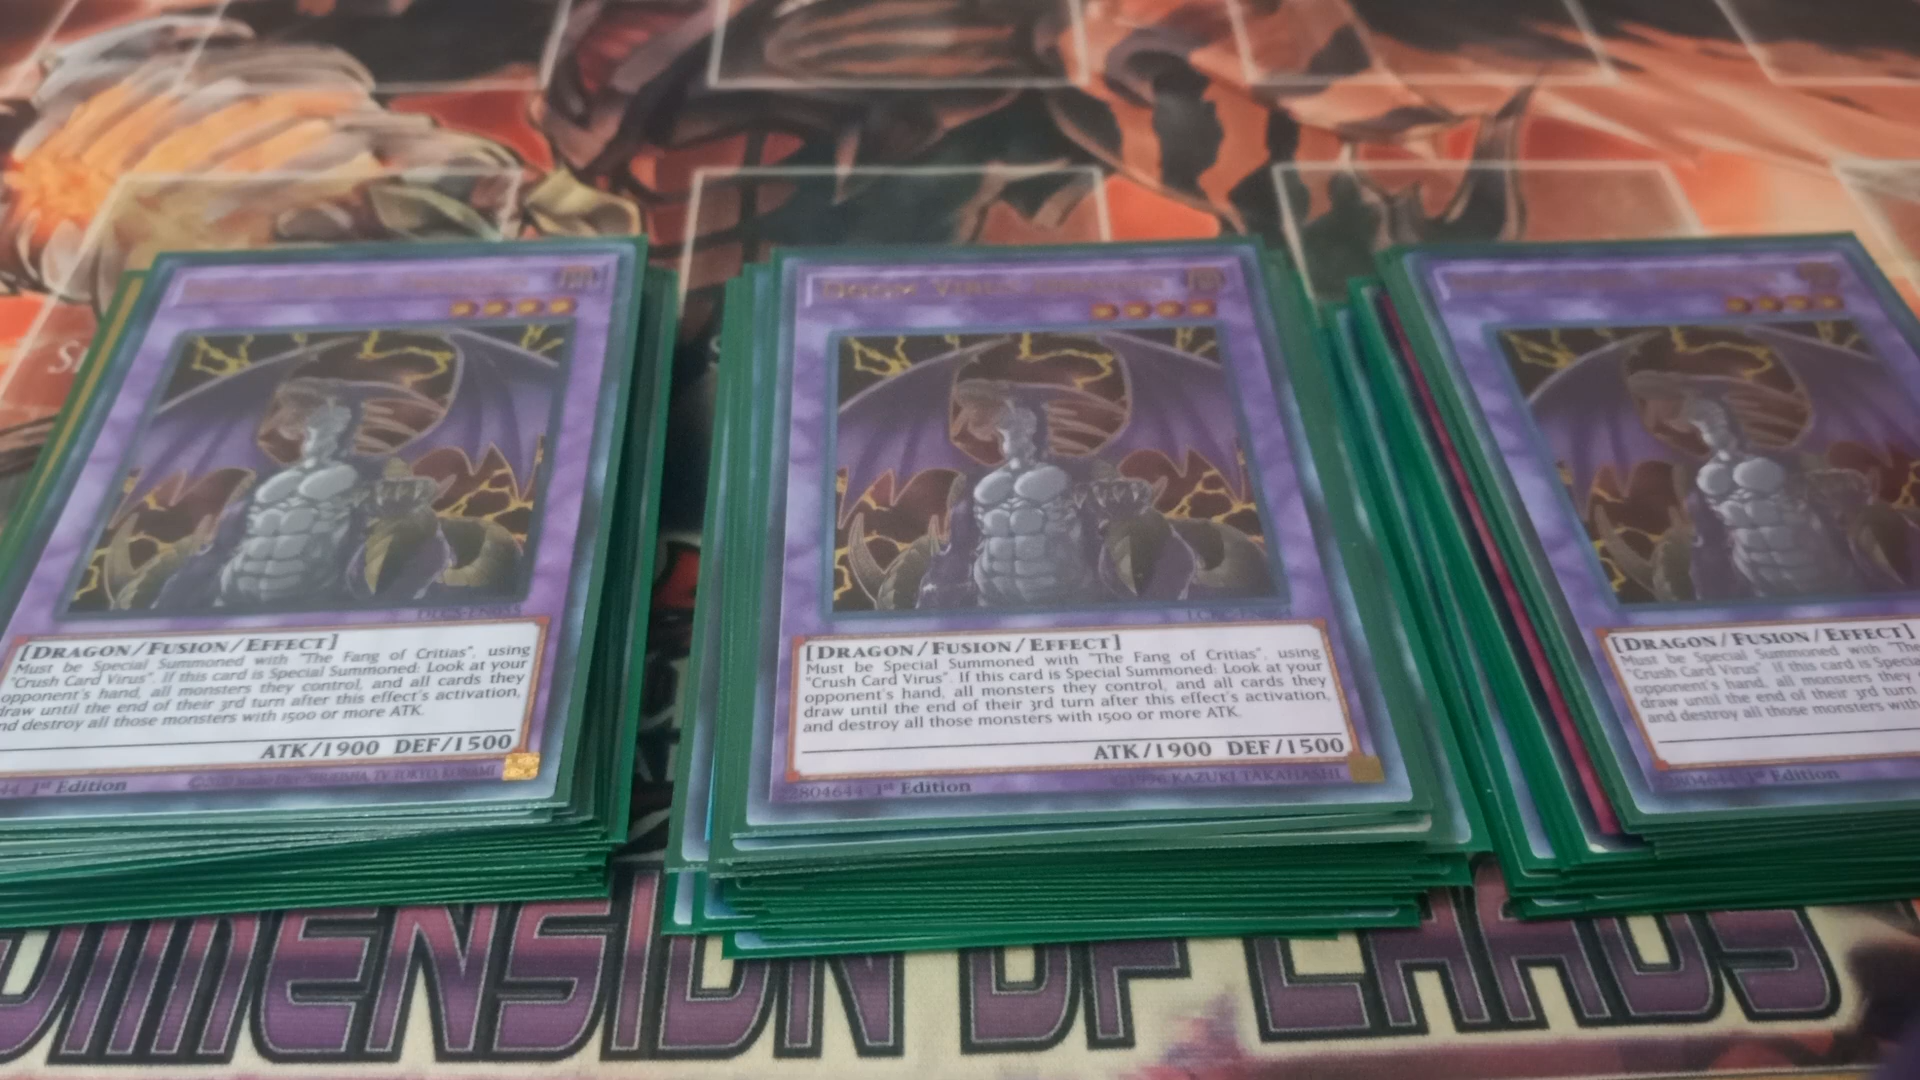 [DRAGON/FUSION/EFFECT]
Must be Special Summoned with "The Fang of Critias", using
"Crush Card Virus". If this card is Special Summoned: Look at your
opponent's hand, all monsters they control, and all cards they
draw until the end of their 3rd turn after this effect's activation,
and destroy all those monsters with 1500 or more ATK.
ATK/1900 DEF/1500
44 1st Edition
DOOM VIRUS DRAGON
[DRAGON/FUSION/EFFECT]
Must be Special Summoned with "The Fang of Critias", using
"Crush Card Virus". If this card is Special Summoned: Look at your
opponent's hand, all monsters they control, and all cards they
draw until the end of their 3rd turn after this effect's activation,
and destroy all those monsters with 1500 or more ATK.
ATK/1900 DEF/1500
22804644 1st Edition ©1996 KAZUKI TAKAHASHI
[DRAGON/FUSION/EFFECT]
Must be Special Summoned with "The
"Crush Card Virus". If this card is Specia
opponent's hand, all monsters they
draw until the end of their 3rd turn
and destroy all those monsters with
2804644 1st Edition
DIMENSION OF CHAOS